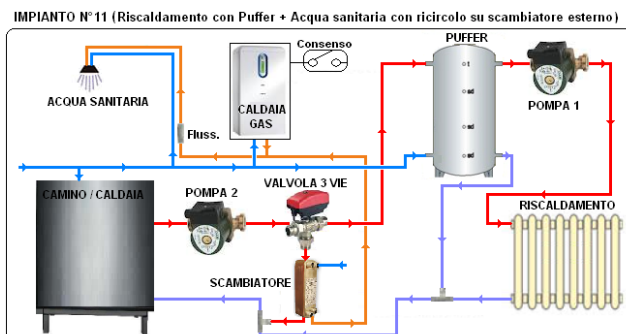 IMPIANTO N°11 (Riscaldamento con Puffer + Acqua sanitaria con ricircolo su scambiatore esterno)
Consenso
PUFFER
ACQUA SANITARIA
CALDAIA
GAS
Fluss.
POMPA 1
CAMINO / CALDAIA
POMPA 2
VALVOLA 3 VIE
RISCALDAMENTO
SCAMBIATORE